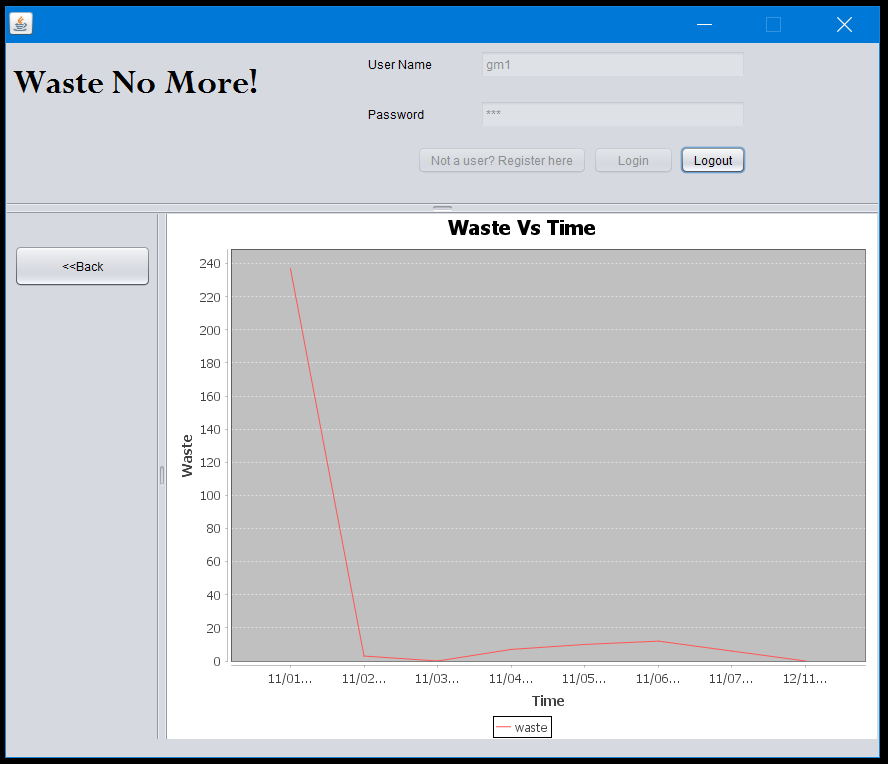 Waste No More!
User Name
gm1
Password
***
Not a user? Register here
Login
Logout
<<Back
Waste Vs Time
Waste
240
220
200
180
160
140
120
100
80
60
40
20
0
11/01... 11/02... 11/03... 11/04... 11/05... 11/06... 11/07... 12/11...
Time
waste